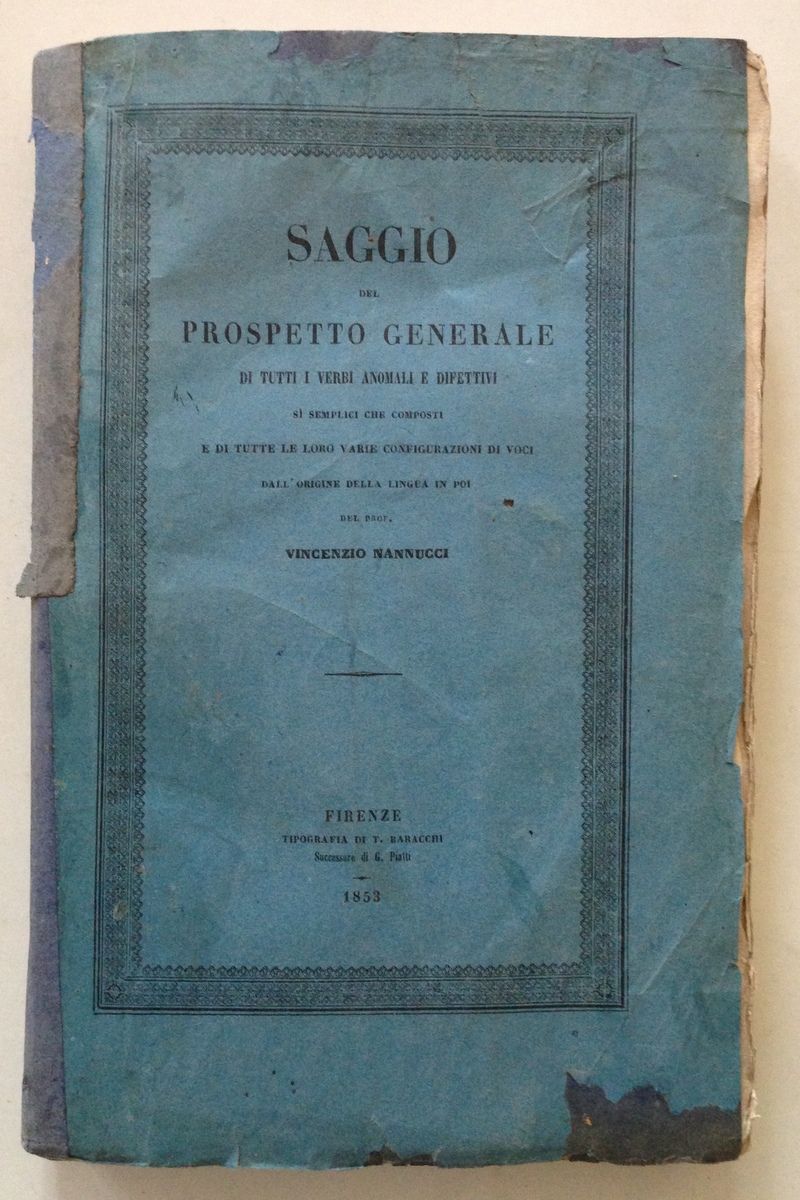 SAGGIO
DEL
PROSPETTO GENERALE
DI TUTTI I VERBI ANOMALI E DIFETTIVI
SÌ SEMPLICI CHE COMPOSTI
E DI TUTTE LE LORO VARIE CONFIGURAZIONI DI VOCI
DALL'ORIGINE DELLA LINGUA IN POI
DEL PROF.
VINCENZIO NANNUCCI
FIRENZE
TIPOGRAFIA DI T. BARACCHI
Successore di G. Piatti
1853